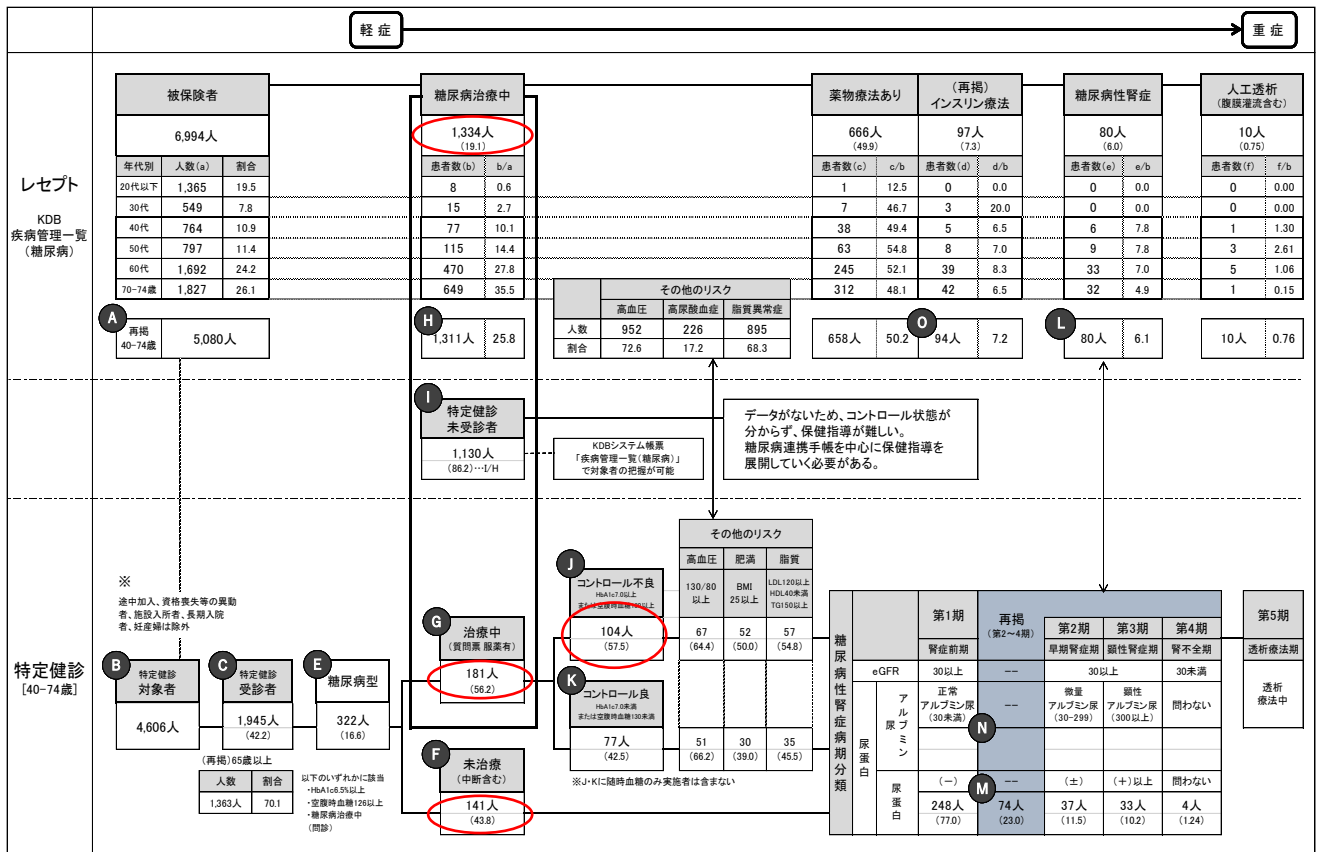 軽症
重症
レセプト
KDB
疾病管理一覧
(糖尿病)
被保険者
6,994人
年代別 人数(a) 割合
20代以下 1,365 19.5
30代 549 7.8
40代 764 10.9
50代 797 11.4
60代 1,692 24.2
70-74歳 1,827 26.1
A
再掲
40-74歳
5,080人
糖尿病治療中
1,334人
(19.1)
患者数(b) b/a
8 0.6
15 2.7
77 10.1
115 14.4
470 27.8
649 35.5
H
1,311人 25.8
その他のリスク
高血圧 高尿酸血症 脂質異常症
人数 952 226 895
割合 72.6 17.2 68.3
薬物療法あり
666人
(49.9)
患者数(c) c/b
1 12.5
7 46.7
38 49.4
63 54.8
245 52.1
312 48.1
658人 50.2
(再掲)
インスリン療法
97人
(7.3)
患者数(d) d/b
0 0.0
3 20.0
5 6.5
8 7.0
39 8.3
42 6.5
O
94人 7.2
糖尿病性腎症
80人
(6.0)
患者数(e) e/b
0 0.0
0 0.0
6 7.8
9 7.8
33 7.0
32 4.9
L
80人 6.1
人工透析
(腹膜灌流含む)
10人
(0.75)
患者数(f) f/b
0 0.00
0 0.00
1 1.30
3 2.61
5 1.06
1 0.15
10人 0.76
I
特定健診
未受診者
1,130人
(86.2)…I/H
KDBシステム帳票
「疾病管理一覧(糖尿病)」
で対象者の把握が可能
データがないため、コントロール状態が
分からず、保健指導が難しい。
糖尿病連携手帳を中心に保健指導を
展開していく必要がある。
特定健診
[40-74歳]
※
途中加入、資格喪失等の異動
者、施設入所者、長期入院
者、妊産婦は除外
B
特定健診
対象者
4,606人
C
特定健診
受診者
1,945人
(42.2)
(再掲)65歳以上
人数 割合
1,363人 70.1
E
糖尿病型
322人
(16.6)
以下のいずれかに該当
・HbA1c6.5%以上
・空腹時血糖126以上
・糖尿病治療中
(問診)
G
治療中
(質問票 服薬有)
181人
(56.2)
F
未治療
(中断含む)
141人
(43.8)
J
コントロール不良
HbA1c7.0以上
または空腹時血糖130以上
104人
(57.5)
K
コントロール良
HbA1c7.0未満
または空腹時血糖130未満
77人
(42.5)
その他のリスク
高血圧 肥満 脂質
130/80
以上
BMI
25以上
LDL120以上
HDL40未満
TG150以上
67 52 57
(64.4) (50.0) (54.8)
51 30 35
(66.2) (39.0) (45.5)
※J・Kに随時血糖のみ実施者は含まない
糖尿病性腎症病期分類
第1期 再掲
(第2〜4期)
第2期 第3期 第4期 第5期
腎症前期 早期腎症期 顕性腎症期 腎不全期 透析療法期
eGFR 30以上 -- 30以上 30未満
透析
療法中
尿蛋白
尿アルブミン
正常
アルブミン尿
(30未満)
--
微量
アルブミン尿
(30-299)
顕性
アルブミン尿
(300以上)
問わない
N
尿蛋白
(-) -- (±) (+)以上 問わない
M
248人 74人 37人 33人 4人
(77.0) (23.0) (11.5) (10.2) (1.24)